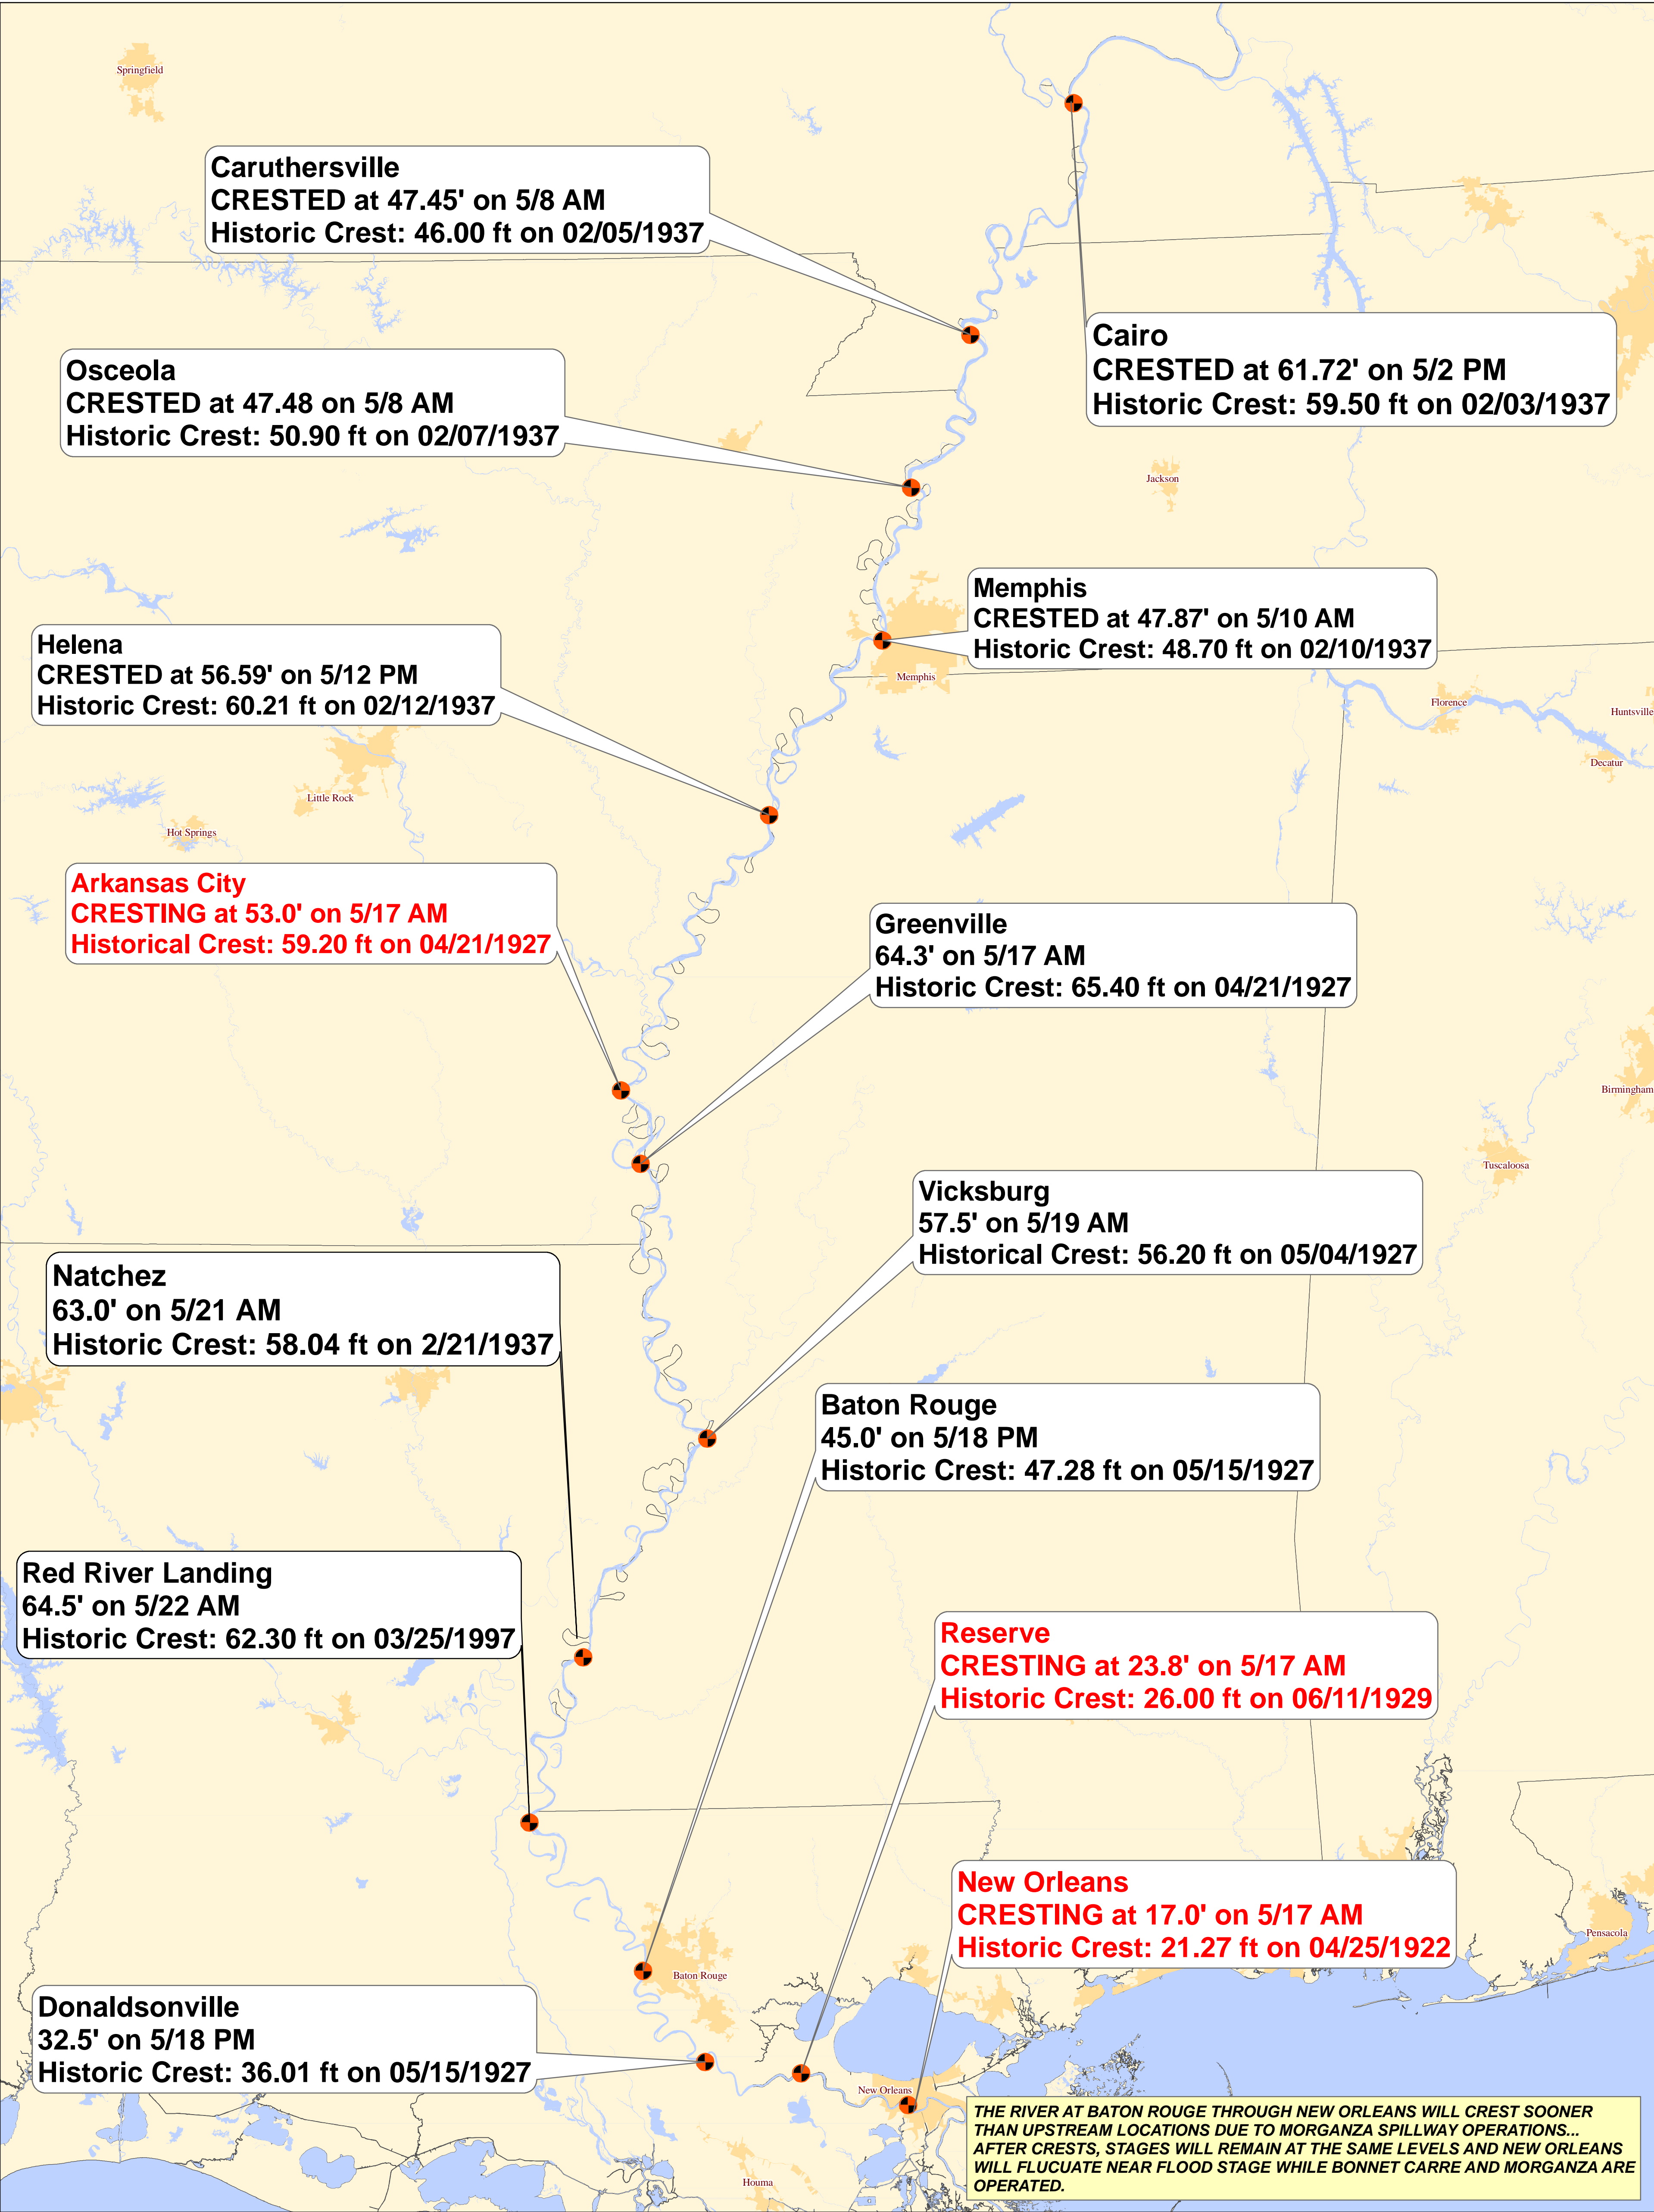 Springfield
Caruthersville
CRESTED at 47.45' on 5/8 AM
Historic Crest: 46.00 ft on 02/05/1937
Cairo
CRESTED at 61.72' on 5/2 PM
Historic Crest: 59.50 ft on 02/03/1937
Osceola
CRESTED at 47.48 on 5/8 AM
Historic Crest: 50.90 ft on 02/07/1937
Jackson
Memphis
CRESTED at 47.87' on 5/10 AM
Historic Crest: 48.70 ft on 02/10/1937
Memphis
Helena
CRESTED at 56.59' on 5/12 PM
Historic Crest: 60.21 ft on 02/12/1937
Florence
Huntsville
Decatur
Little Rock
Hot Springs
Arkansas City
CRESTING at 53.0' on 5/17 AM
Historical Crest: 59.20 ft on 04/21/1927
Greenville
64.3' on 5/17 AM
Historic Crest: 65.40 ft on 04/21/1927
Birmingham
Tuscaloosa
Vicksburg
57.5' on 5/19 AM
Historical Crest: 56.20 ft on 05/04/1927
Natchez
63.0' on 5/21 AM
Historic Crest: 58.04 ft on 2/21/1937
Baton Rouge
45.0' on 5/18 PM
Historic Crest: 47.28 ft on 05/15/1927
Red River Landing
64.5' on 5/22 AM
Historic Crest: 62.30 ft on 03/25/1997
Reserve
CRESTING at 23.8' on 5/17 AM
Historic Crest: 26.00 ft on 06/11/1929
New Orleans
CRESTING at 17.0' on 5/17 AM
Historic Crest: 21.27 ft on 04/25/1922
Pensacola
Baton Rouge
Donaldsonville
32.5' on 5/18 PM
Historic Crest: 36.01 ft on 05/15/1927
New Orleans
Houma
THE RIVER AT BATON ROUGE THROUGH NEW ORLEANS WILL CREST SOONER
THAN UPSTREAM LOCATIONS DUE TO MORGANZA SPILLWAY OPERATIONS...
AFTER CRESTS, STAGES WILL REMAIN AT THE SAME LEVELS AND NEW ORLEANS
WILL FLUCUATE NEAR FLOOD STAGE WHILE BONNET CARRE AND MORGANZA ARE
OPERATED.